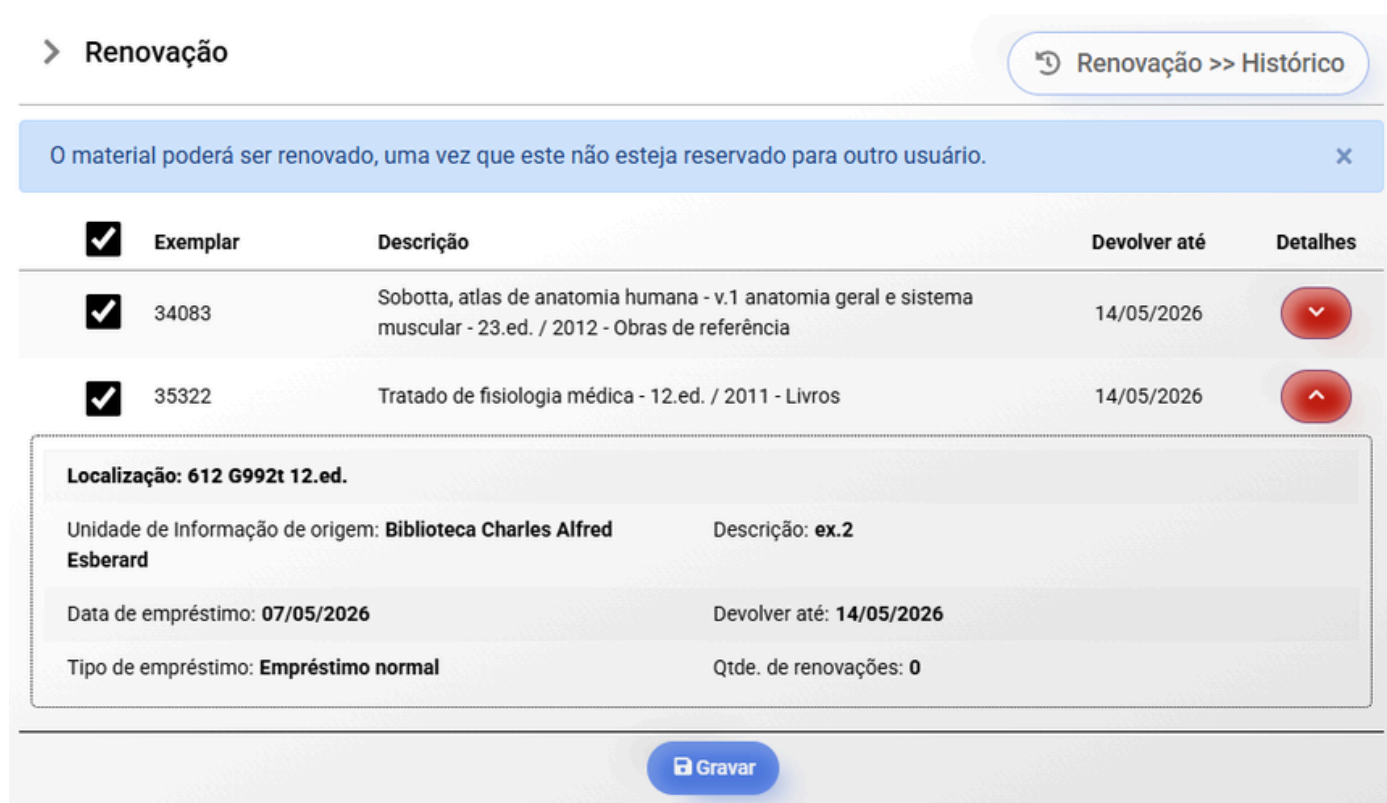 Renovação
Renovação >> Histórico
O material poderá ser renovado, uma vez que este não esteja reservado para outro usuário.
×
Exemplar Descrição Devolver até Detalhes
34083 Sobotta, atlas de anatomia humana - v.1 anatomia geral e sistema
muscular - 23.ed. / 2012 - Obras de referência 14/05/2026
35322 Tratado de fisiologia médica - 12.ed. / 2011 - Livros 14/05/2026
Localização: 612 G992t 12.ed.
Unidade de Informação de origem: Biblioteca Charles Alfred
Esberard
Descrição: ex.2
Data de empréstimo: 07/05/2026 Devolver até: 14/05/2026
Tipo de empréstimo: Empréstimo normal Qtde. de renovações: 0
Gravar